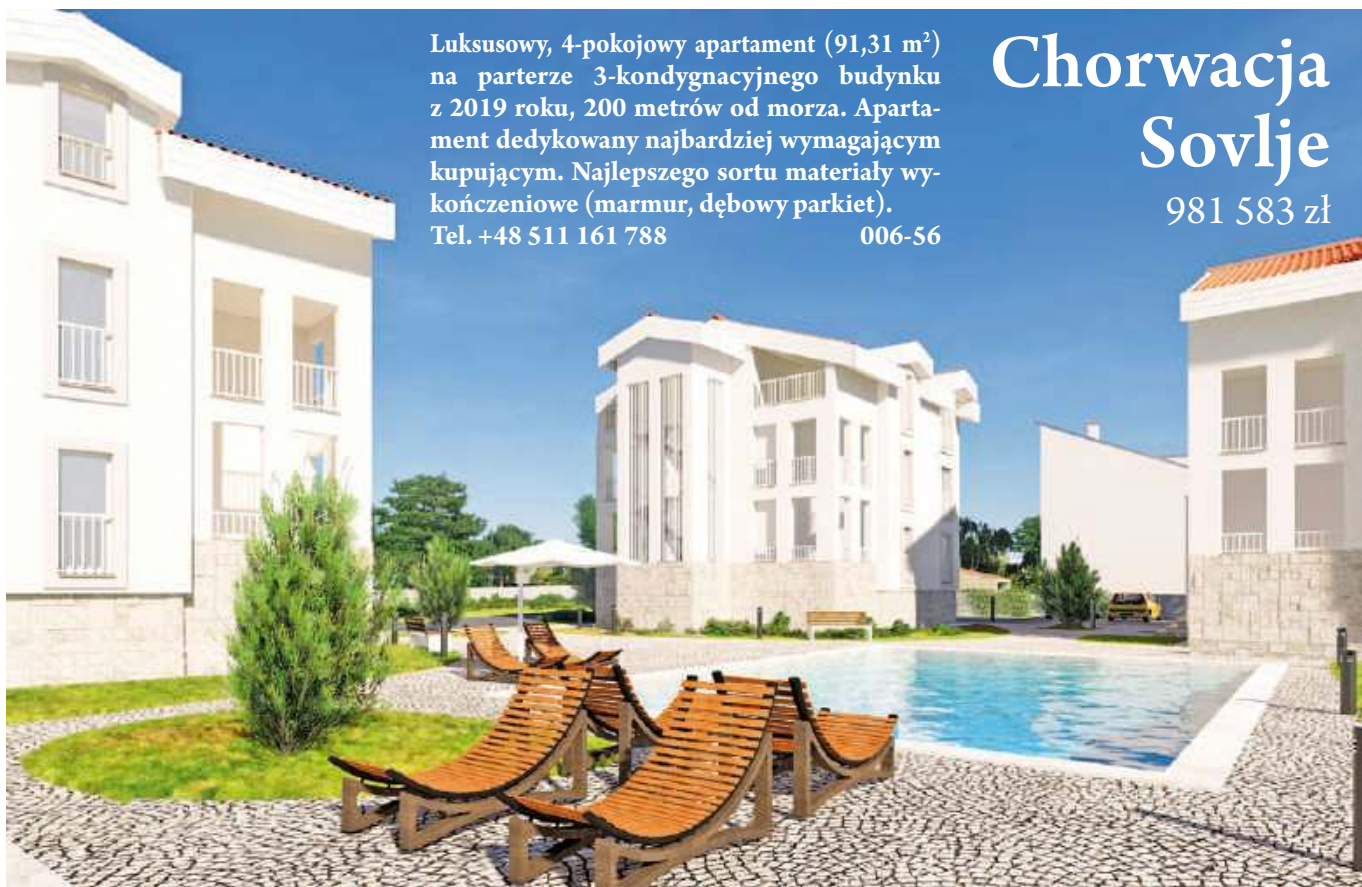 Luksusowy, 4-pokojowy apartament (91,31 m²)
na parterze 3-kondygnacyjnego budynku
z 2019 roku, 200 metrów od morza. Aparta-
ment dedykowany najbardziej wymagającym
kupującym. Najlepszego sortu materiały wy-
kończeniowe (marmur, dębowy parkiet).
Tel. +48 511 161 788 006-56
Chorwacja
Sovlje
981 583 zł